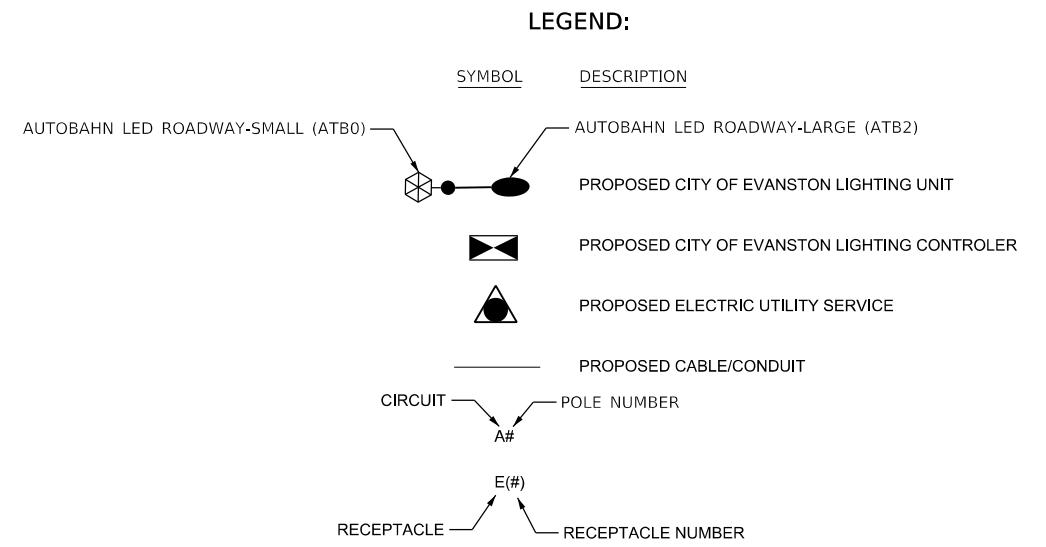 LEGEND:
SYMBOL DESCRIPTION
AUTOBAHN LED ROADWAY-SMALL (ATB0) AUTOBAHN LED ROADWAY-LARGE (ATB2)
PROPOSED CITY OF EVANSTON LIGHTING UNIT
PROPOSED CITY OF EVANSTON LIGHTING CONTROLER
PROPOSED ELECTRIC UTILITY SERVICE
PROPOSED CABLE/CONDUIT
CIRCUIT POLE NUMBER
A#
E(#)
RECEPTACLE RECEPTACLE NUMBER